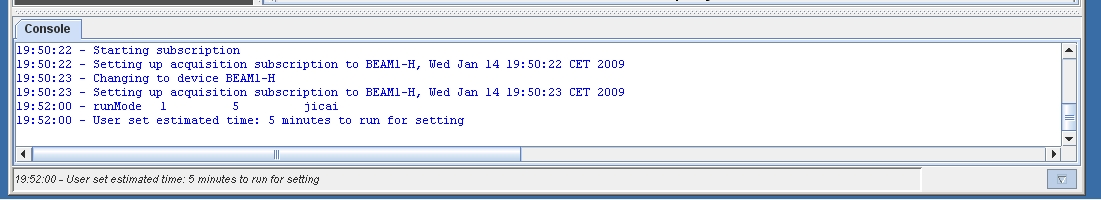 Console
19:50:22 - Starting subscription
19:50:22 - Setting up acquisition subscription to BEAM1-H, Wed Jan 14 19:50:22 CET 2009
19:50:23 - Changing to device BEAM1-H
19:50:23 - Setting up acquisition subscription to BEAM1-H, Wed Jan 14 19:50:23 CET 2009
19:52:00 - runMode 1 5 jicai
19:52:00 - User set estimated time: 5 minutes to run for setting
19:52:00 - User set estimated time: 5 minutes to run for setting